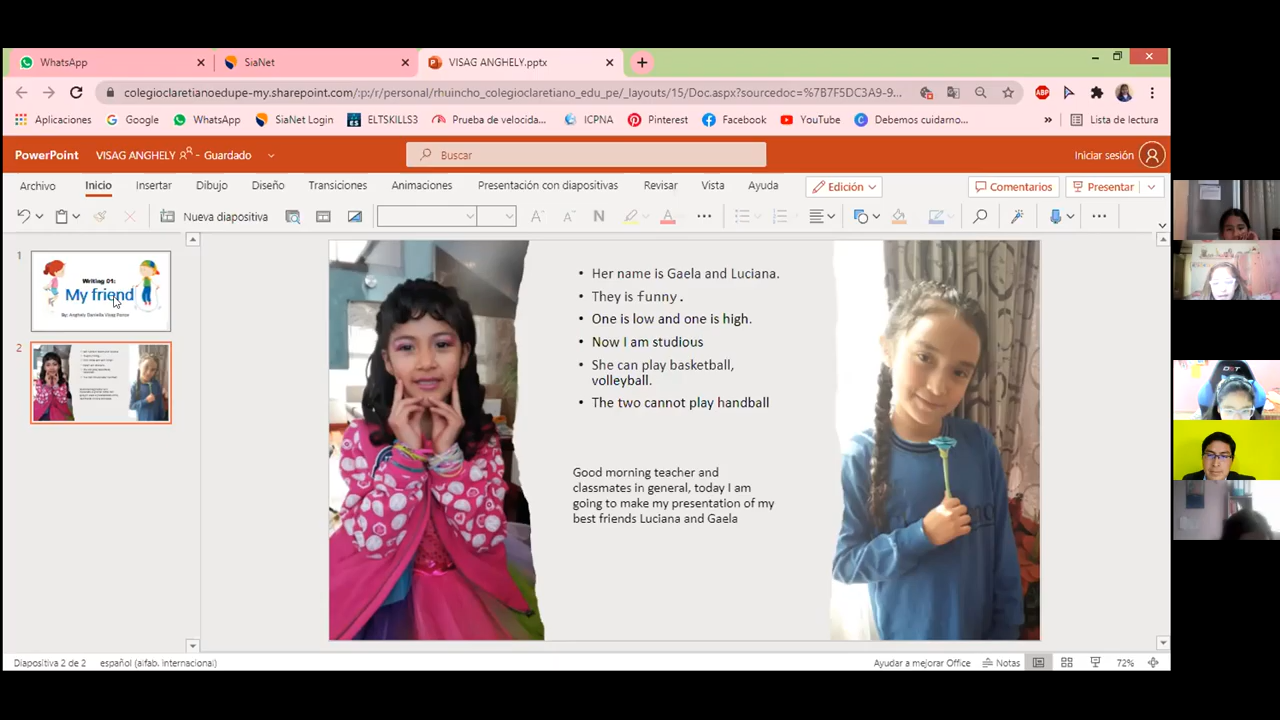 WhatsApp
SiaNet
VISAG ANGHELY.pptx
colegioclaretianoedupe-my.sharepoint.com/:p:/r/personal/rhuincho_colegioclaretiano_edu_pe/_layouts/15/Doc.aspx?sourcedoc=%7B7F5DC3A9-9...
ABP
Aplicaciones
Google
WhatsApp
SiaNet Login
ELTSKILLS3
Prueba de velocida...
ICPNA
Pinterest
Facebook
YouTube
Debemos cuidarno...
»
Lista de lectura
PowerPoint
VISAG ANGHELY - Guardado
Buscar
Iniciar sesión
Archivo
Inicio
Insertar
Dibujo
Diseño
Transiciones
Animaciones
Presentación con diapositivas
Revisar
Vista
Ayuda
Edición
Comentarios
Presentar
Nueva diapositiva
N
A
1
Writing 01:
My friend
2
• Her name is Gaela and Luciana.
• They is funny.
• One is low and one is high.
• Now I am studious
• She can play basketball,
volleyball.
• The two cannot play handball
Good morning teacher and
classmates in general, today I am
going to make my presentation of my
best friends Luciana and Gaela
Diapositiva 2 de 2
español (alfab. internacional)
Ayudar a mejorar Office
Notas
72%